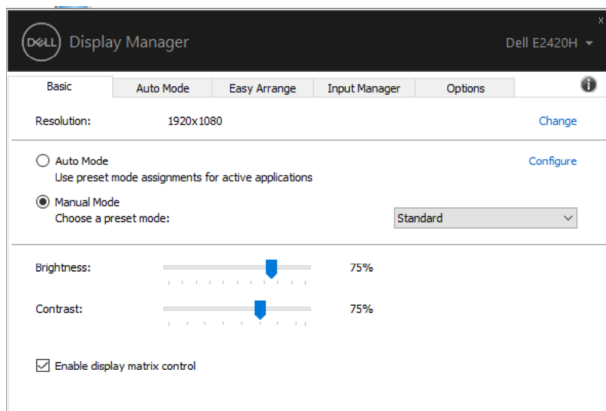 DELL Display Manager
Dell E2420H
Basic Auto Mode Easy Arrange Input Manager Options
Resolution: 1920x1080 Change
Auto Mode Configure
Use preset mode assignments for active applications
Manual Mode
Choose a preset mode: Standard
Brightness: 75%
Contrast: 75%
Enable display matrix control